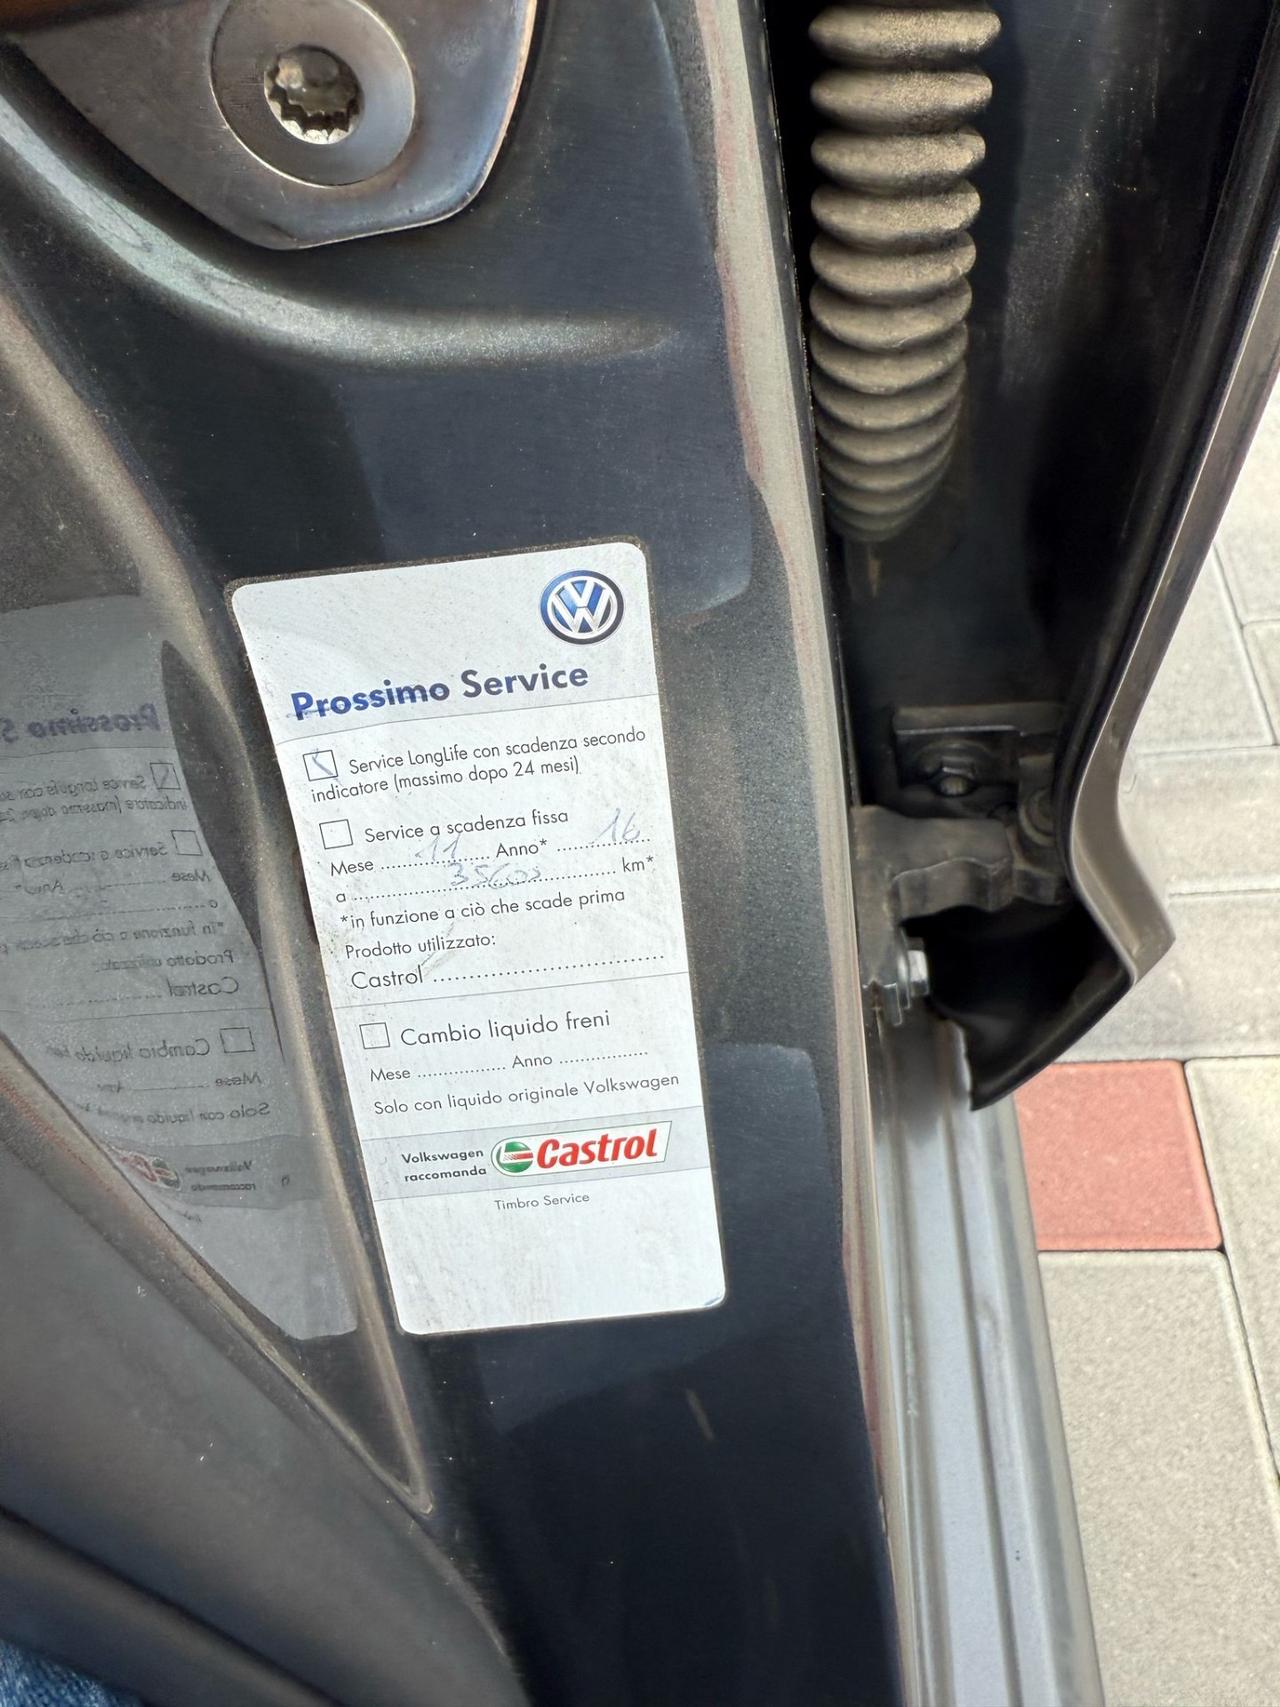 Prossimo Service
Service LongLife con scadenza secondo
indicatore (massimo dopo 24 mesi)
Service a scadenza fissa
Mese ........11........ Anno* ........16........
a ........................................ km*
*in funzione a ciò che scade prima
Prodotto utilizzato:
Castrol ........................................
Cambio liquido freni
Mese ................ Anno ................
Solo con liquido originale Volkswagen
Volkswagen
raccomanda
Castrol
Timbro Service